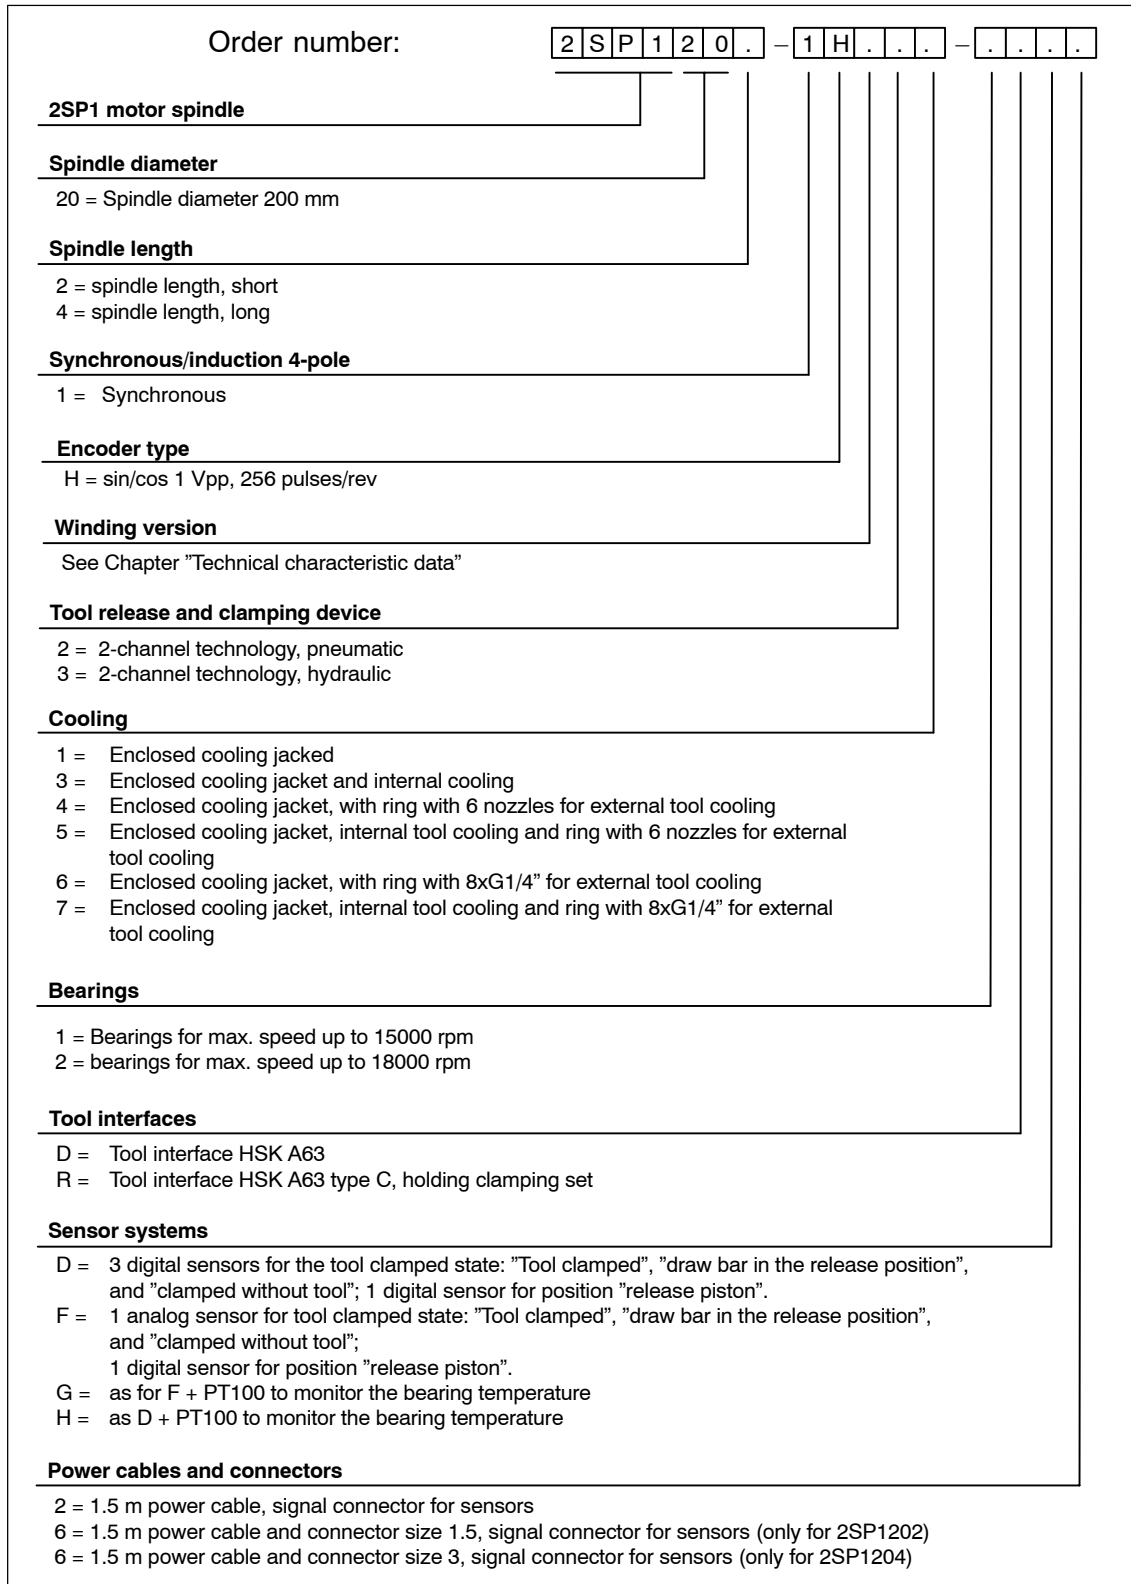 Order number: 2 S P 1 2 0 . – 1 H . . . – . . . .
2SP1 motor spindle
Spindle diameter
20 = Spindle diameter 200 mm
Spindle length
2 = spindle length, short
4 = spindle length, long
Synchronous/induction 4-pole
1 = Synchronous
Encoder type
H = sin/cos 1 Vpp, 256 pulses/rev
Winding version
See Chapter ”Technical characteristic data”
Tool release and clamping device
2 = 2-channel technology, pneumatic
3 = 2-channel technology, hydraulic
Cooling
1 = Enclosed cooling jacked
3 = Enclosed cooling jacket and internal cooling
4 = Enclosed cooling jacket, with ring with 6 nozzles for external tool cooling
5 = Enclosed cooling jacket, internal tool cooling and ring with 6 nozzles for external
tool cooling
6 = Enclosed cooling jacket, with ring with 8xG1/4” for external tool cooling
7 = Enclosed cooling jacket, internal tool cooling and ring with 8xG1/4” for external
tool cooling
Bearings
1 = Bearings for max. speed up to 15000 rpm
2 = bearings for max. speed up to 18000 rpm
Tool interfaces
D = Tool interface HSK A63
R = Tool interface HSK A63 type C, holding clamping set
Sensor systems
D = 3 digital sensors for the tool clamped state: ”Tool clamped”, ”draw bar in the release position”,
and ”clamped without tool”; 1 digital sensor for position ”release piston”.
F = 1 analog sensor for tool clamped state: ”Tool clamped”, ”draw bar in the release position”,
and ”clamped without tool”;
1 digital sensor for position ”release piston”.
G = as for F + PT100 to monitor the bearing temperature
H = as D + PT100 to monitor the bearing temperature
Power cables and connectors
2 = 1.5 m power cable, signal connector for sensors
6 = 1.5 m power cable and connector size 1.5, signal connector for sensors (only for 2SP1202)
6 = 1.5 m power cable and connector size 3, signal connector for sensors (only for 2SP1204)